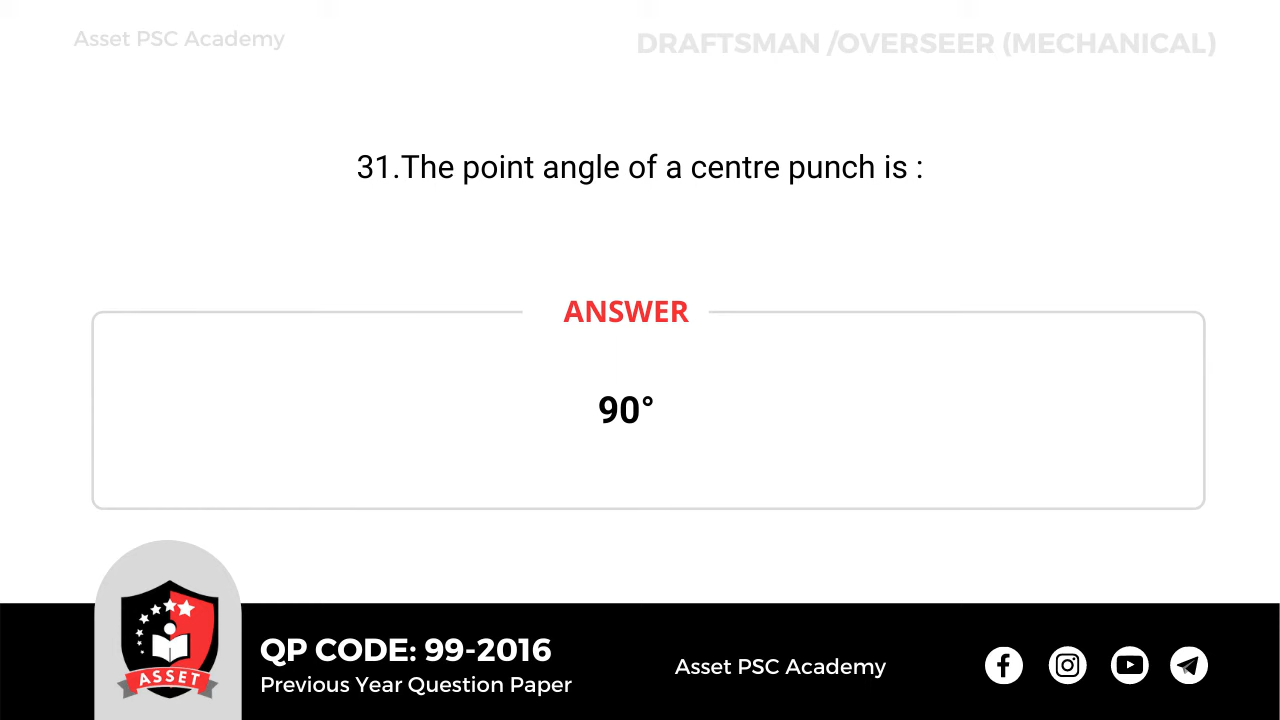 Asset PSC Academy
DRAFTSMAN /OVERSEER (MECHANICAL)
31.The point angle of a centre punch is :
ANSWER
90°
ASSET
QP CODE: 99-2016
Previous Year Question Paper
Asset PSC Academy